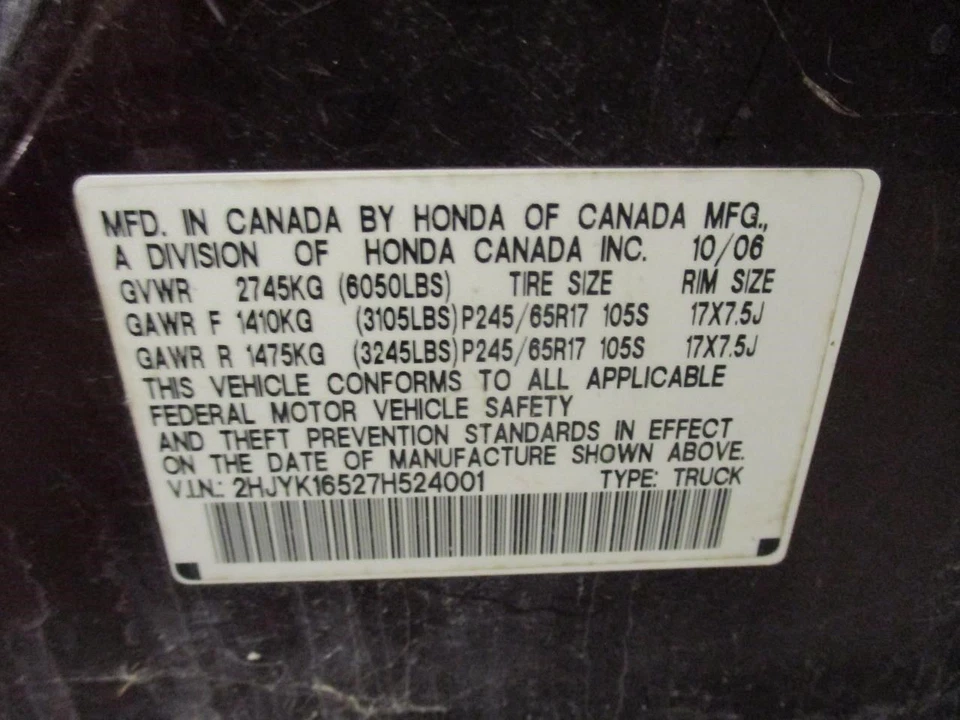 MFD. IN CANADA BY HONDA OF CANADA MFG.,
A DIVISION OF HONDA CANADA INC. 10/06
GVWR 2745KG (6050LBS) TIRE SIZE RIM SIZE
GAWR F 1410KG (3105LBS) P245/65R17 105S 17X7.5J
GAWR R 1475KG (3245LBS) P245/65R17 105S 17X7.5J
THIS VEHICLE CONFORMS TO ALL APPLICABLE
FEDERAL MOTOR VEHICLE SAFETY
AND THEFT PREVENTION STANDARDS IN EFFECT
ON THE DATE OF MANUFACTURE SHOWN ABOVE.
V.I.N.: 2HJYK16527H524001 TYPE: TRUCK